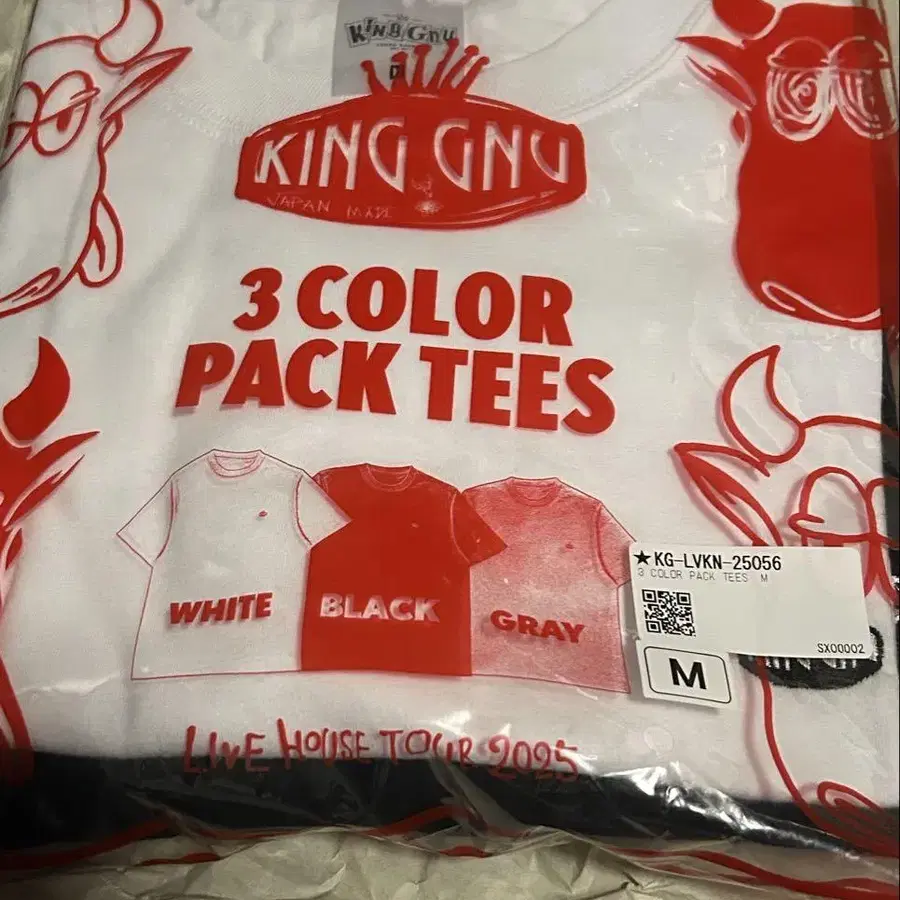 KING GNU
KING GNU
JAPAN MADE
3 COLOR
PACK TEES
WHITE
BLACK
GRAY
★KG-LVKN-25056
3 COLOR PACK TEES M
SX00002
M
LIVE HOUSE TOUR 2025